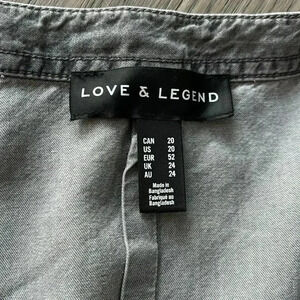 LOVE & LEGEND
CAN 20
US 20
EUR 52
UK 24
AU 24
Made in
Bangladesh
Fabriqué au
Bangladesh